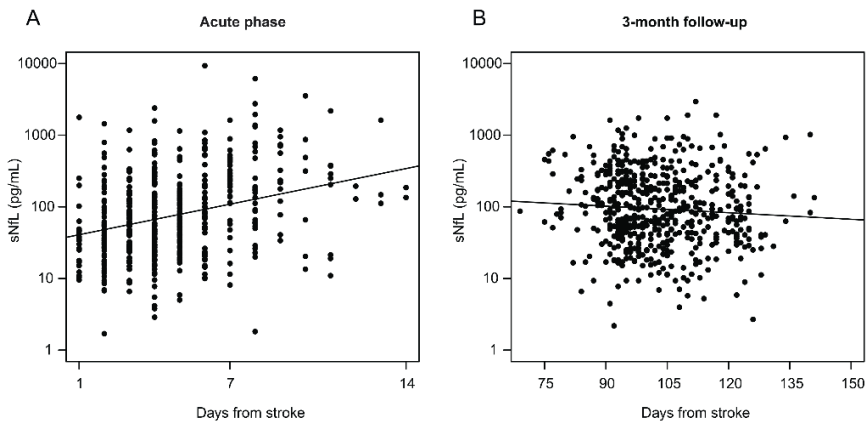 A
Acute phase
sNfL (pg/mL)
10000
1000
100
10
1
1 7 14
Days from stroke
B
3-month follow-up
sNfL (pg/mL)
10000
1000
100
10
1
75 90 105 120 135 150
Days from stroke